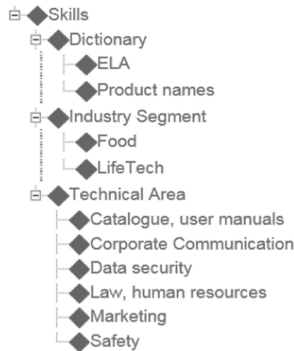 Skills
Dictionary
ELA
Product names
Industry Segment
Food
LifeTech
Technical Area
Catalogue, user manuals
Corporate Communication
Data security
Law, human resources
Marketing
Safety